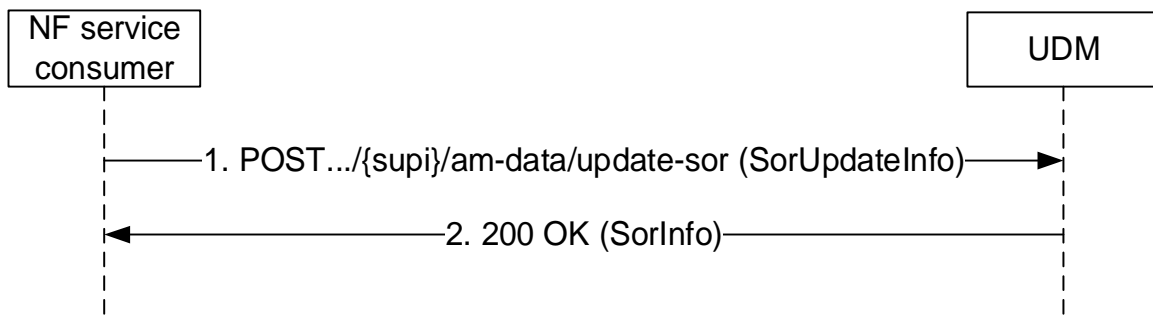 NF service
consumer
UDM
1. POST.../{supi}/am-data/update-sor (SorUpdateInfo)
2. 200 OK (SorInfo)